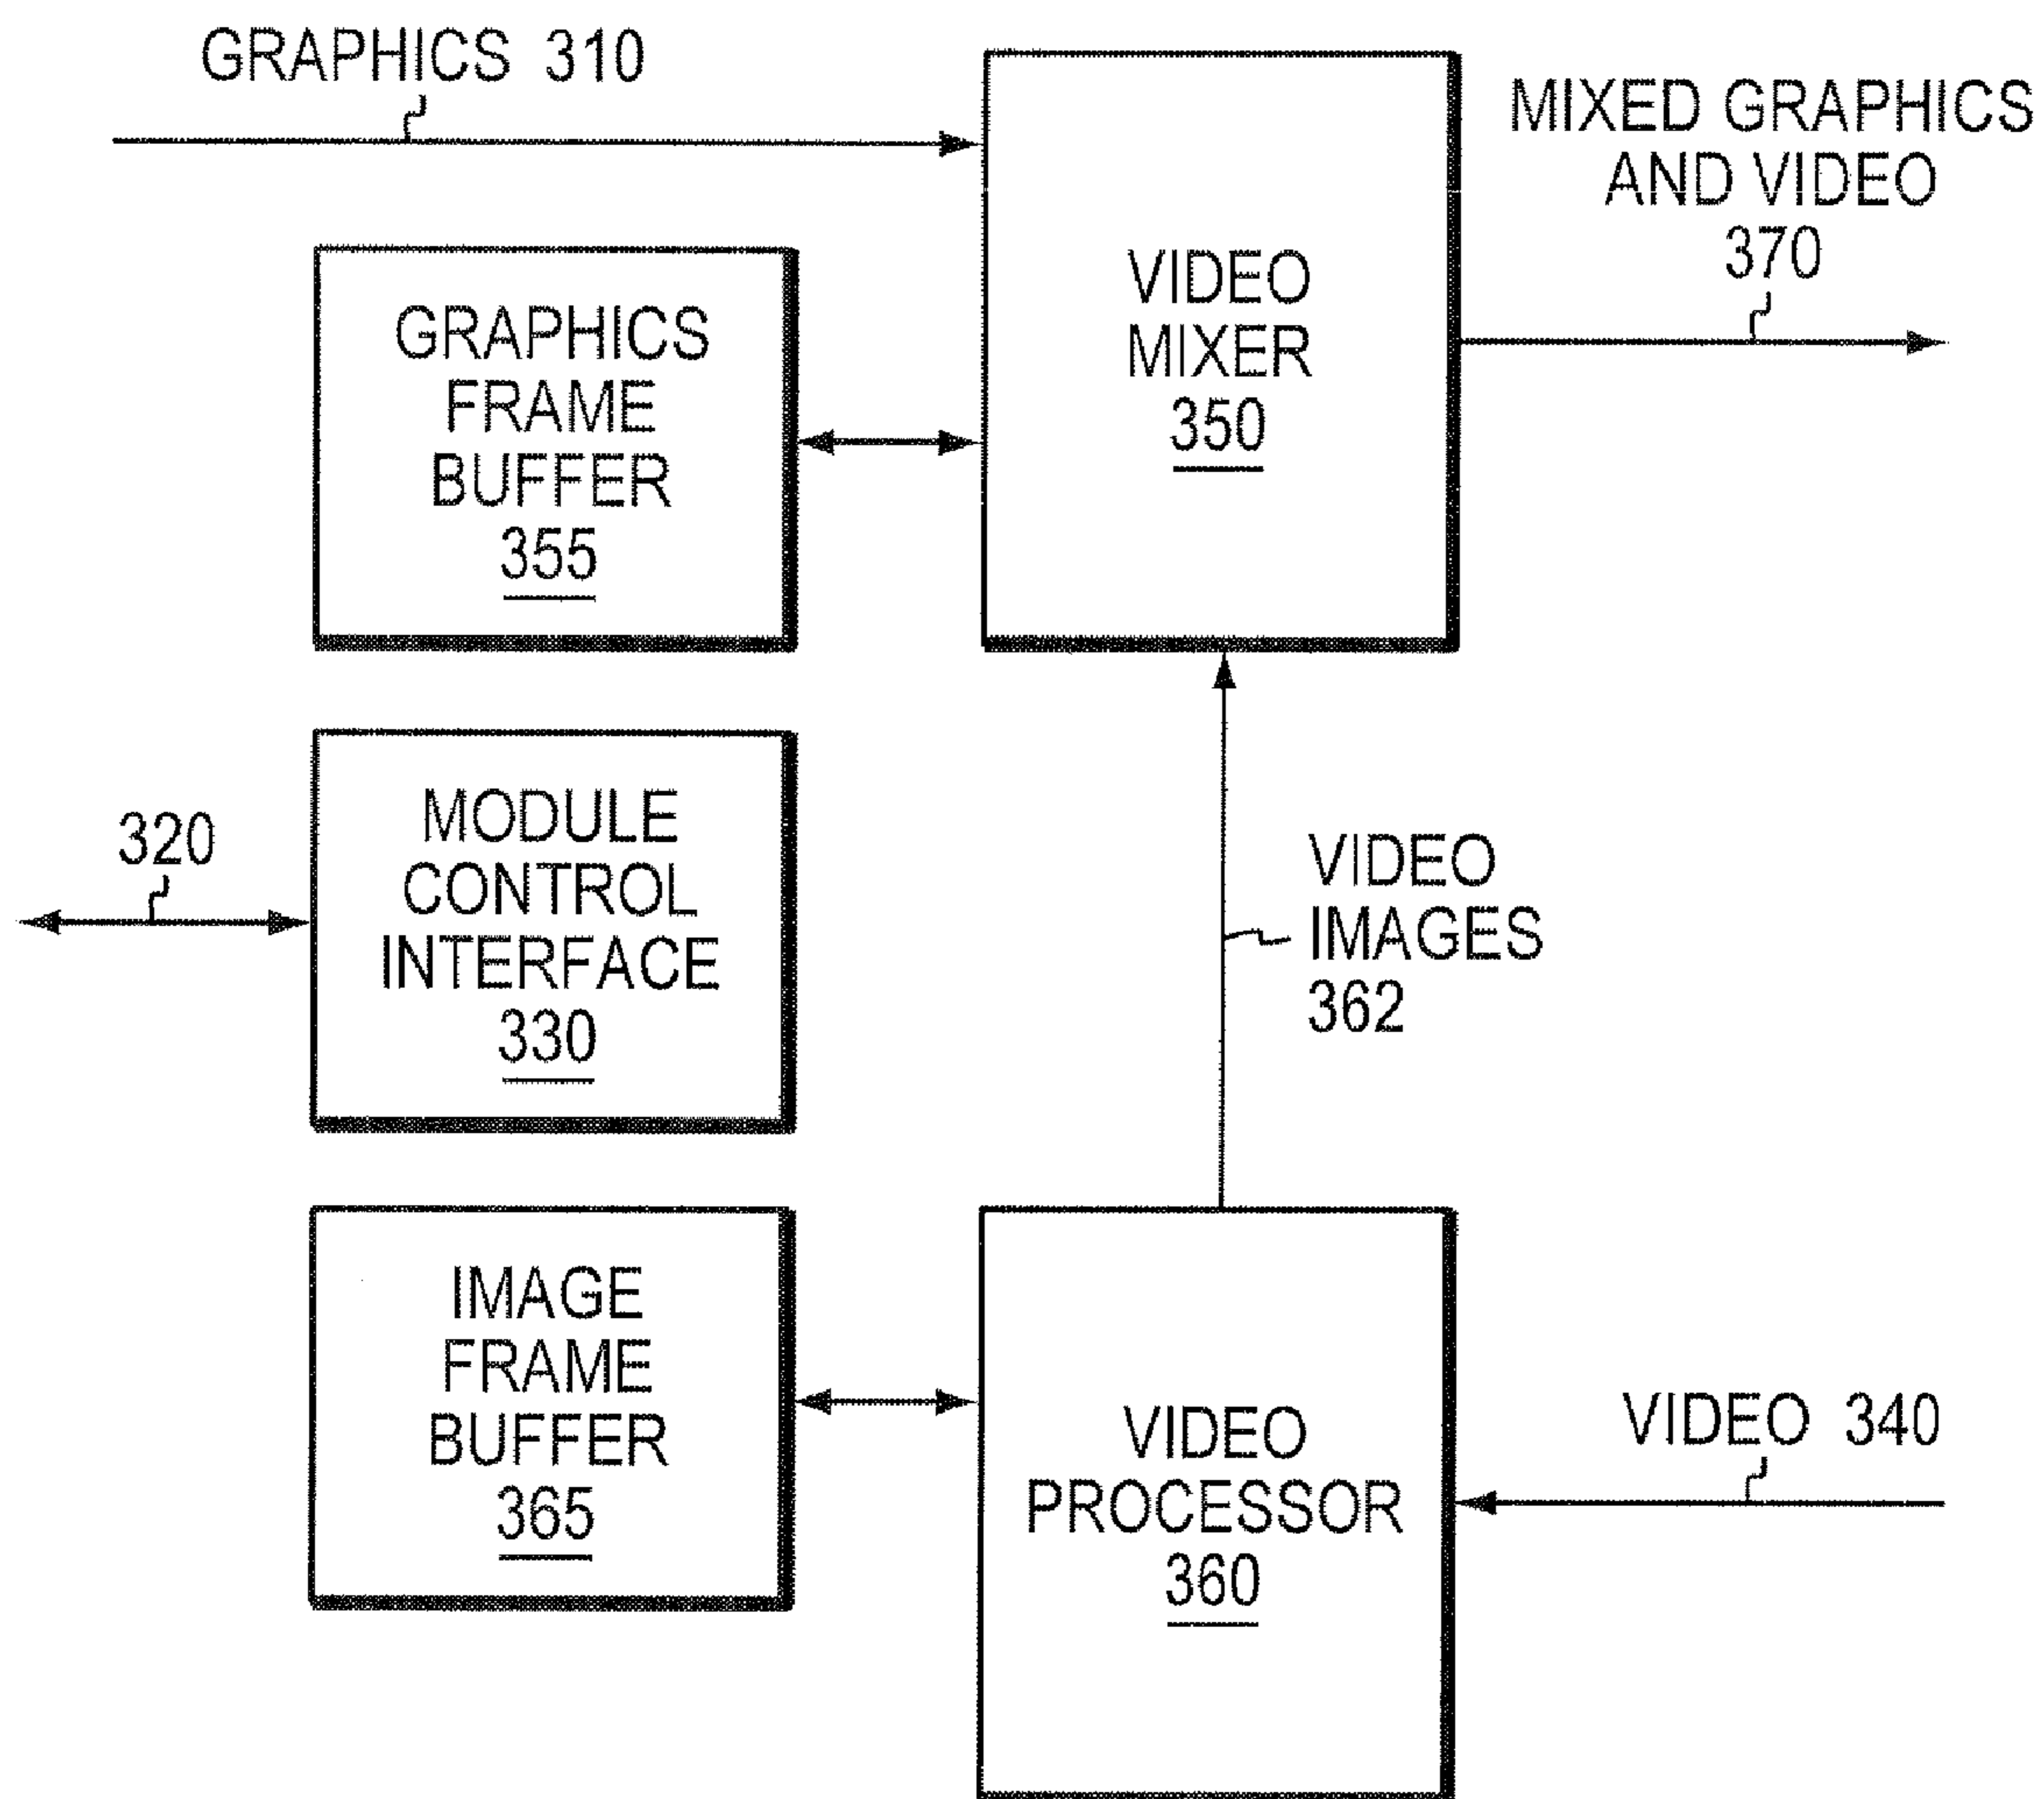 GRAPHICS 310
MIXED GRAPHICS
AND VIDEO
370
VIDEO
MIXER
350
GRAPHICS
FRAME
BUFFER
355
320
MODULE
CONTROL
INTERFACE
330
VIDEO
IMAGES
362
IMAGE
FRAME
BUFFER
365
VIDEO
PROCESSOR
360
VIDEO 340